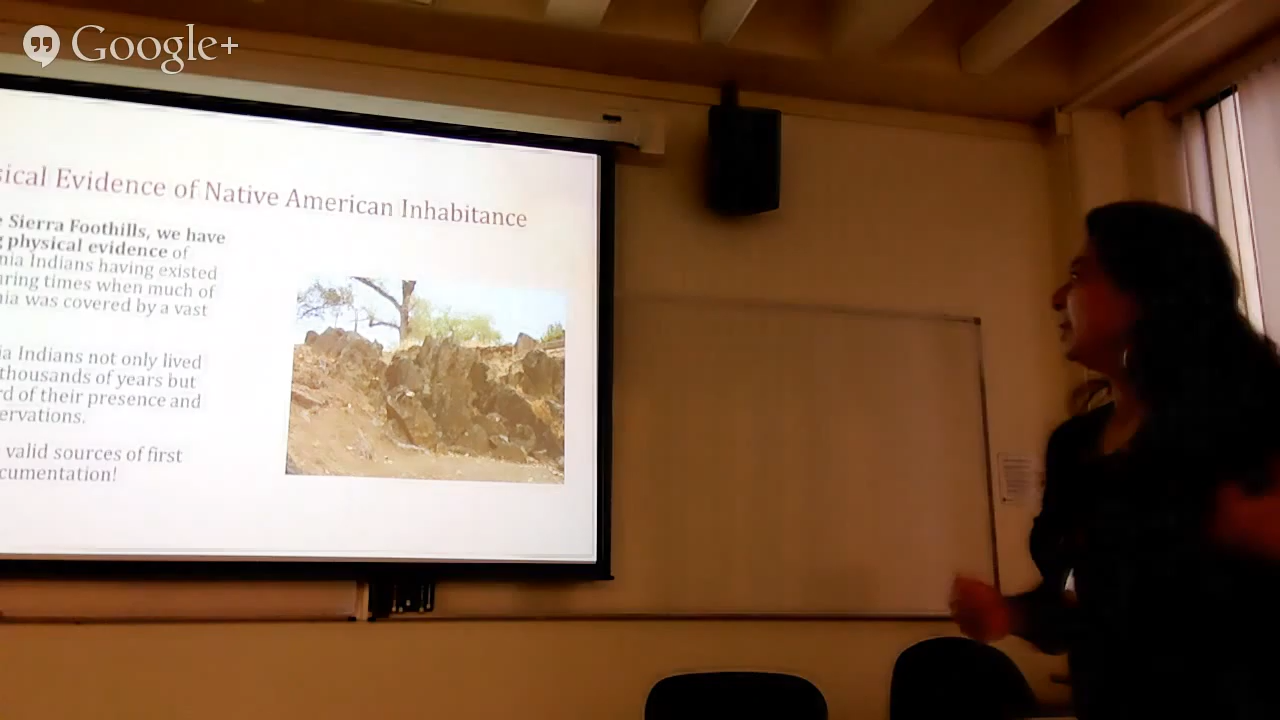 Google+
sical Evidence of Native American Inhabitance
e Sierra Foothills, we have
g physical evidence of
nia Indians having existed
aring times when much of
nia was covered by a vast
ia Indians not only lived
thousands of years but
rd of their presence and
ervations.
valid sources of first
cumentation!